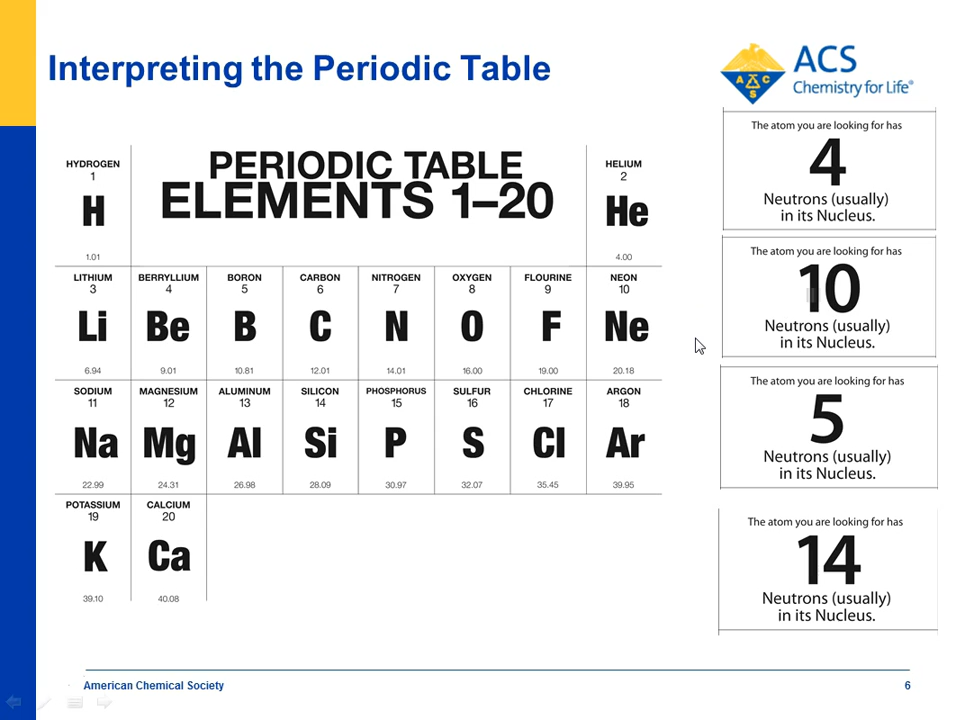 Interpreting the Periodic Table
ACS
Chemistry for Life®
A C S
PERIODIC TABLE
ELEMENTS 1–20
HYDROGEN
1
H
1.01
HELIUM
2
He
4.00
LITHIUM
3
Li
6.94
BERRYLLIUM
4
Be
9.01
BORON
5
B
10.81
CARBON
6
C
12.01
NITROGEN
7
N
14.01
OXYGEN
8
O
16.00
FLOURINE
9
F
19.00
NEON
10
Ne
20.18
SODIUM
11
Na
22.99
MAGNESIUM
12
Mg
24.31
ALUMINUM
13
Al
26.98
SILICON
14
Si
28.09
PHOSPHORUS
15
P
30.97
SULFUR
16
S
32.07
CHLORINE
17
Cl
35.45
ARGON
18
Ar
39.95
POTASSIUM
19
K
39.10
CALCIUM
20
Ca
40.08
The atom you are looking for has
4
Neutrons (usually)
in its Nucleus.
The atom you are looking for has
10
Neutrons (usually)
in its Nucleus.
The atom you are looking for has
5
Neutrons (usually)
in its Nucleus.
The atom you are looking for has
14
Neutrons (usually)
in its Nucleus.
American Chemical Society
6